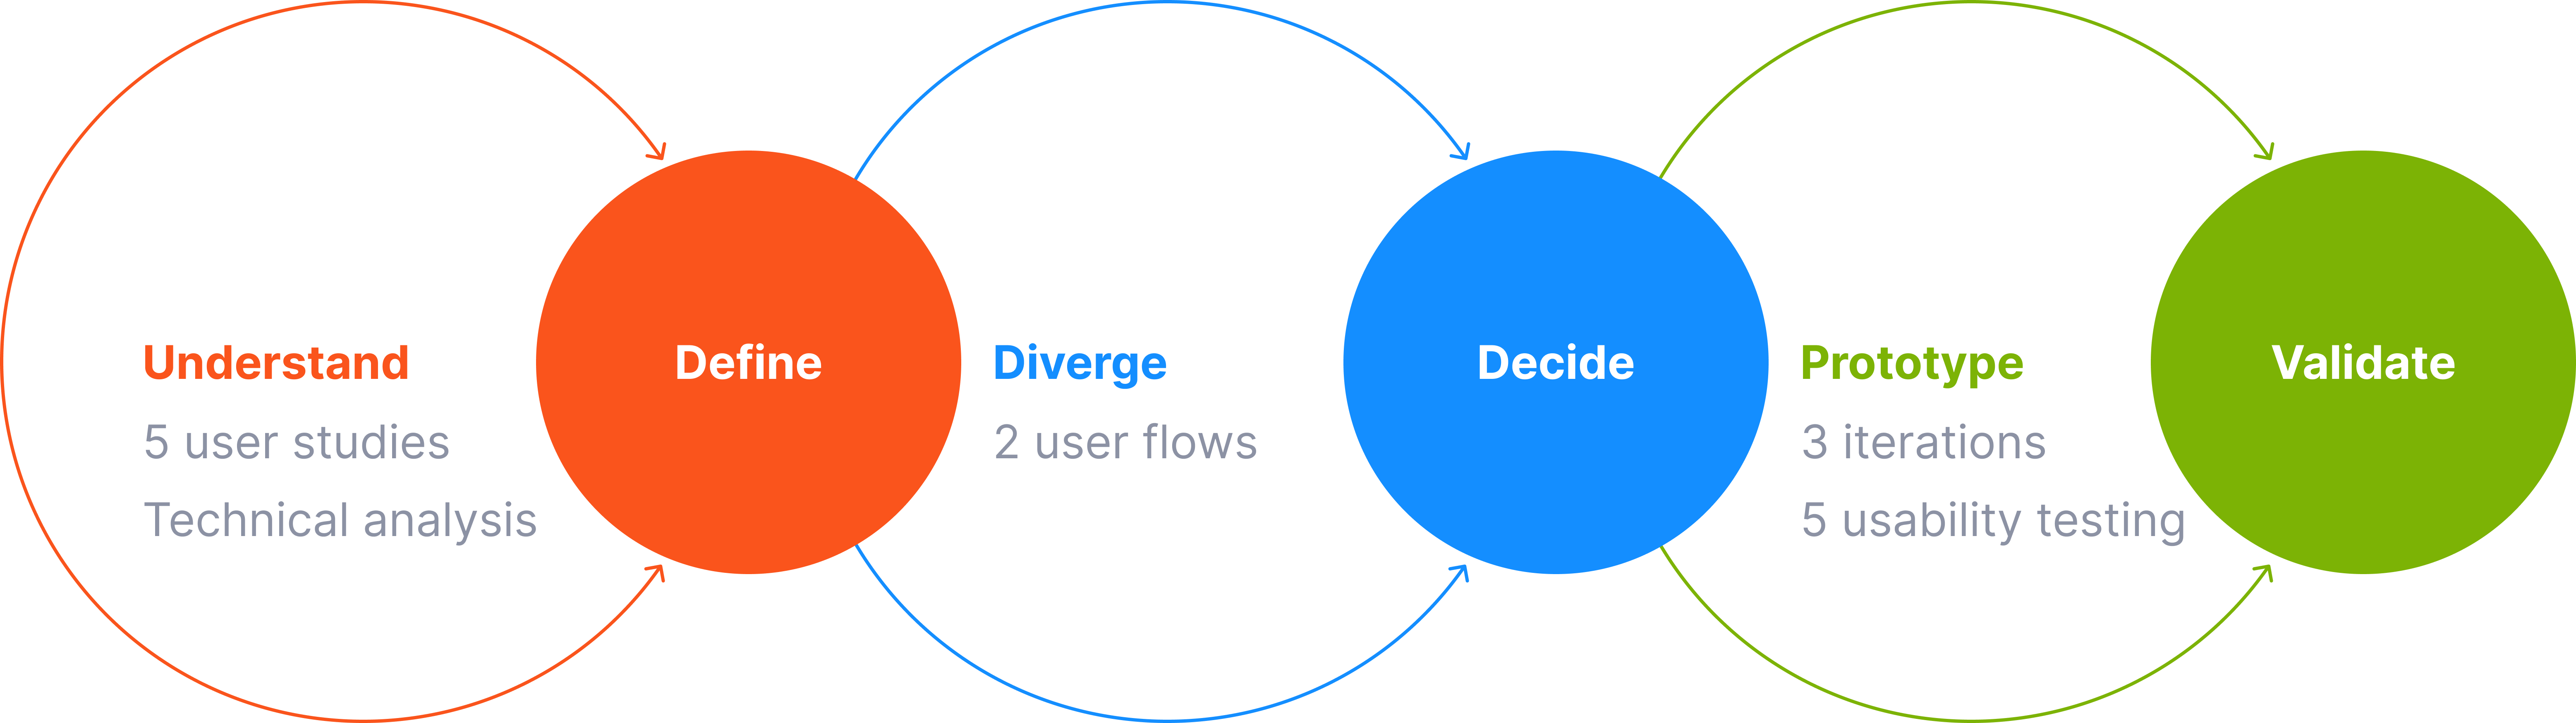 Understand
5 user studies
Technical analysis
Define
Diverge
2 user flows
Decide
Prototype
3 iterations
5 usability testing
Validate